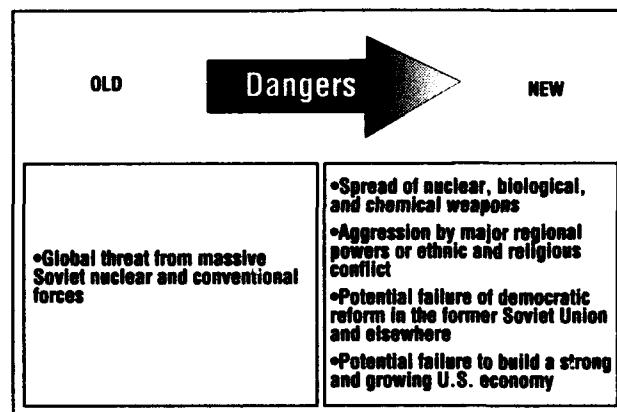 OLD
Dangers
NEW
•Global threat from massive
Soviet nuclear and conventional
forces
•Spread of nuclear, biological,
and chemical weapons
•Aggression by major regional
powers or ethnic and religious
conflict
•Potential failure of democratic
reform in the former Soviet Union
and elsewhere
•Potential failure to build a strong
and growing U.S. economy